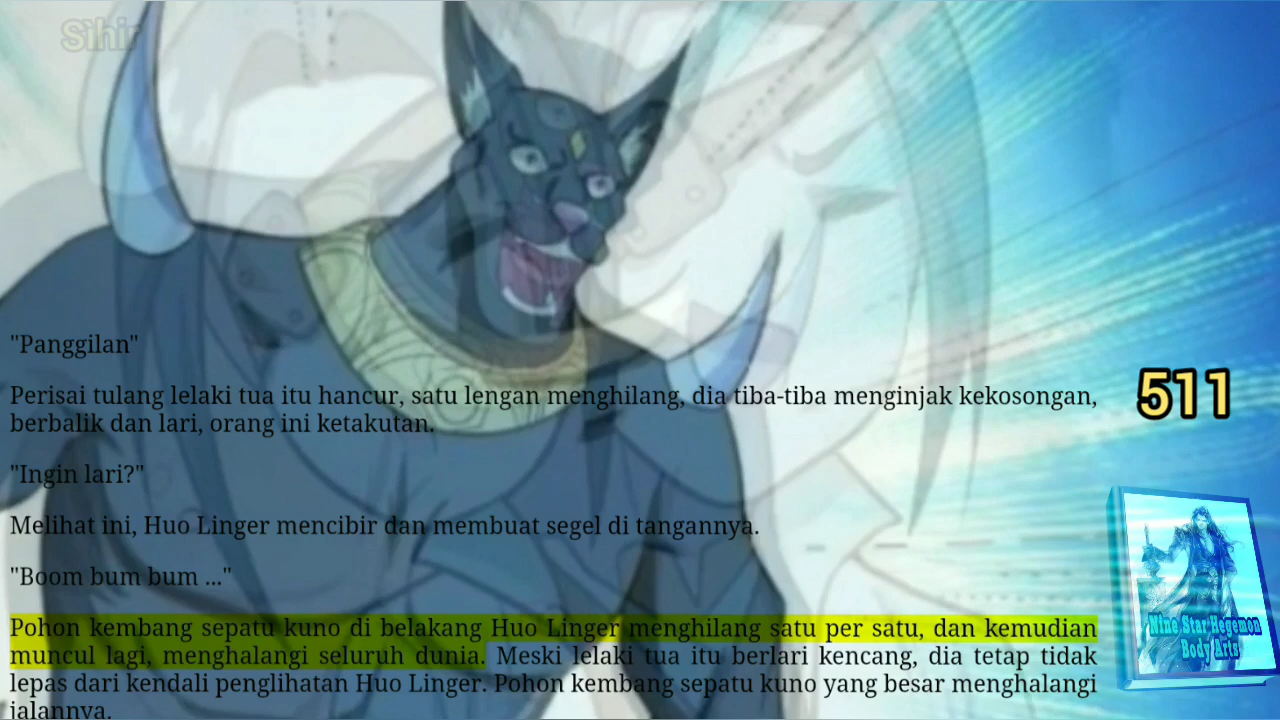 Sihir
"Panggilan"
Perisai tulang lelaki tua itu hancur, satu lengan menghilang, dia tiba-tiba menginjak kekosongan,
berbalik dan lari, orang ini ketakutan.
"Ingin lari?"
Melihat ini, Huo Linger mencibir dan membuat segel di tangannya.
"Boom bum bum ..."
Pohon kembang sepatu kuno di belakang Huo Linger menghilang satu per satu, dan kemudian
muncul lagi, menghalangi seluruh dunia. Meski lelaki tua itu berlari kencang, dia tetap tidak
lepas dari kendali penglihatan Huo Linger. Pohon kembang sepatu kuno yang besar menghalangi
jalannya.
511
Nine Star Hegemon
Body Arts